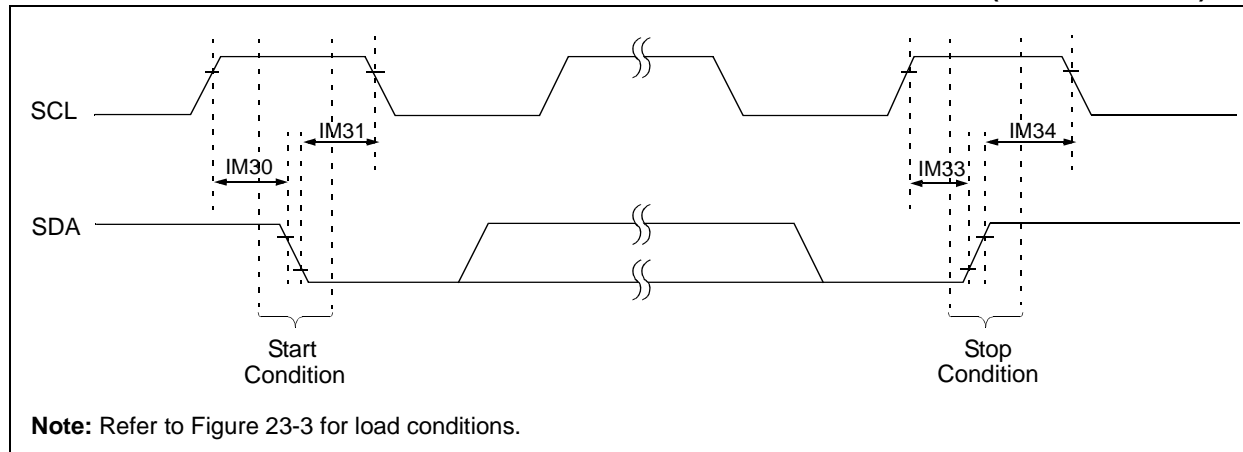 SCL
IM31
IM34
IM30
IM33
SDA
Start
Condition
Stop
Condition
Note: Refer to Figure 23-3 for load conditions.